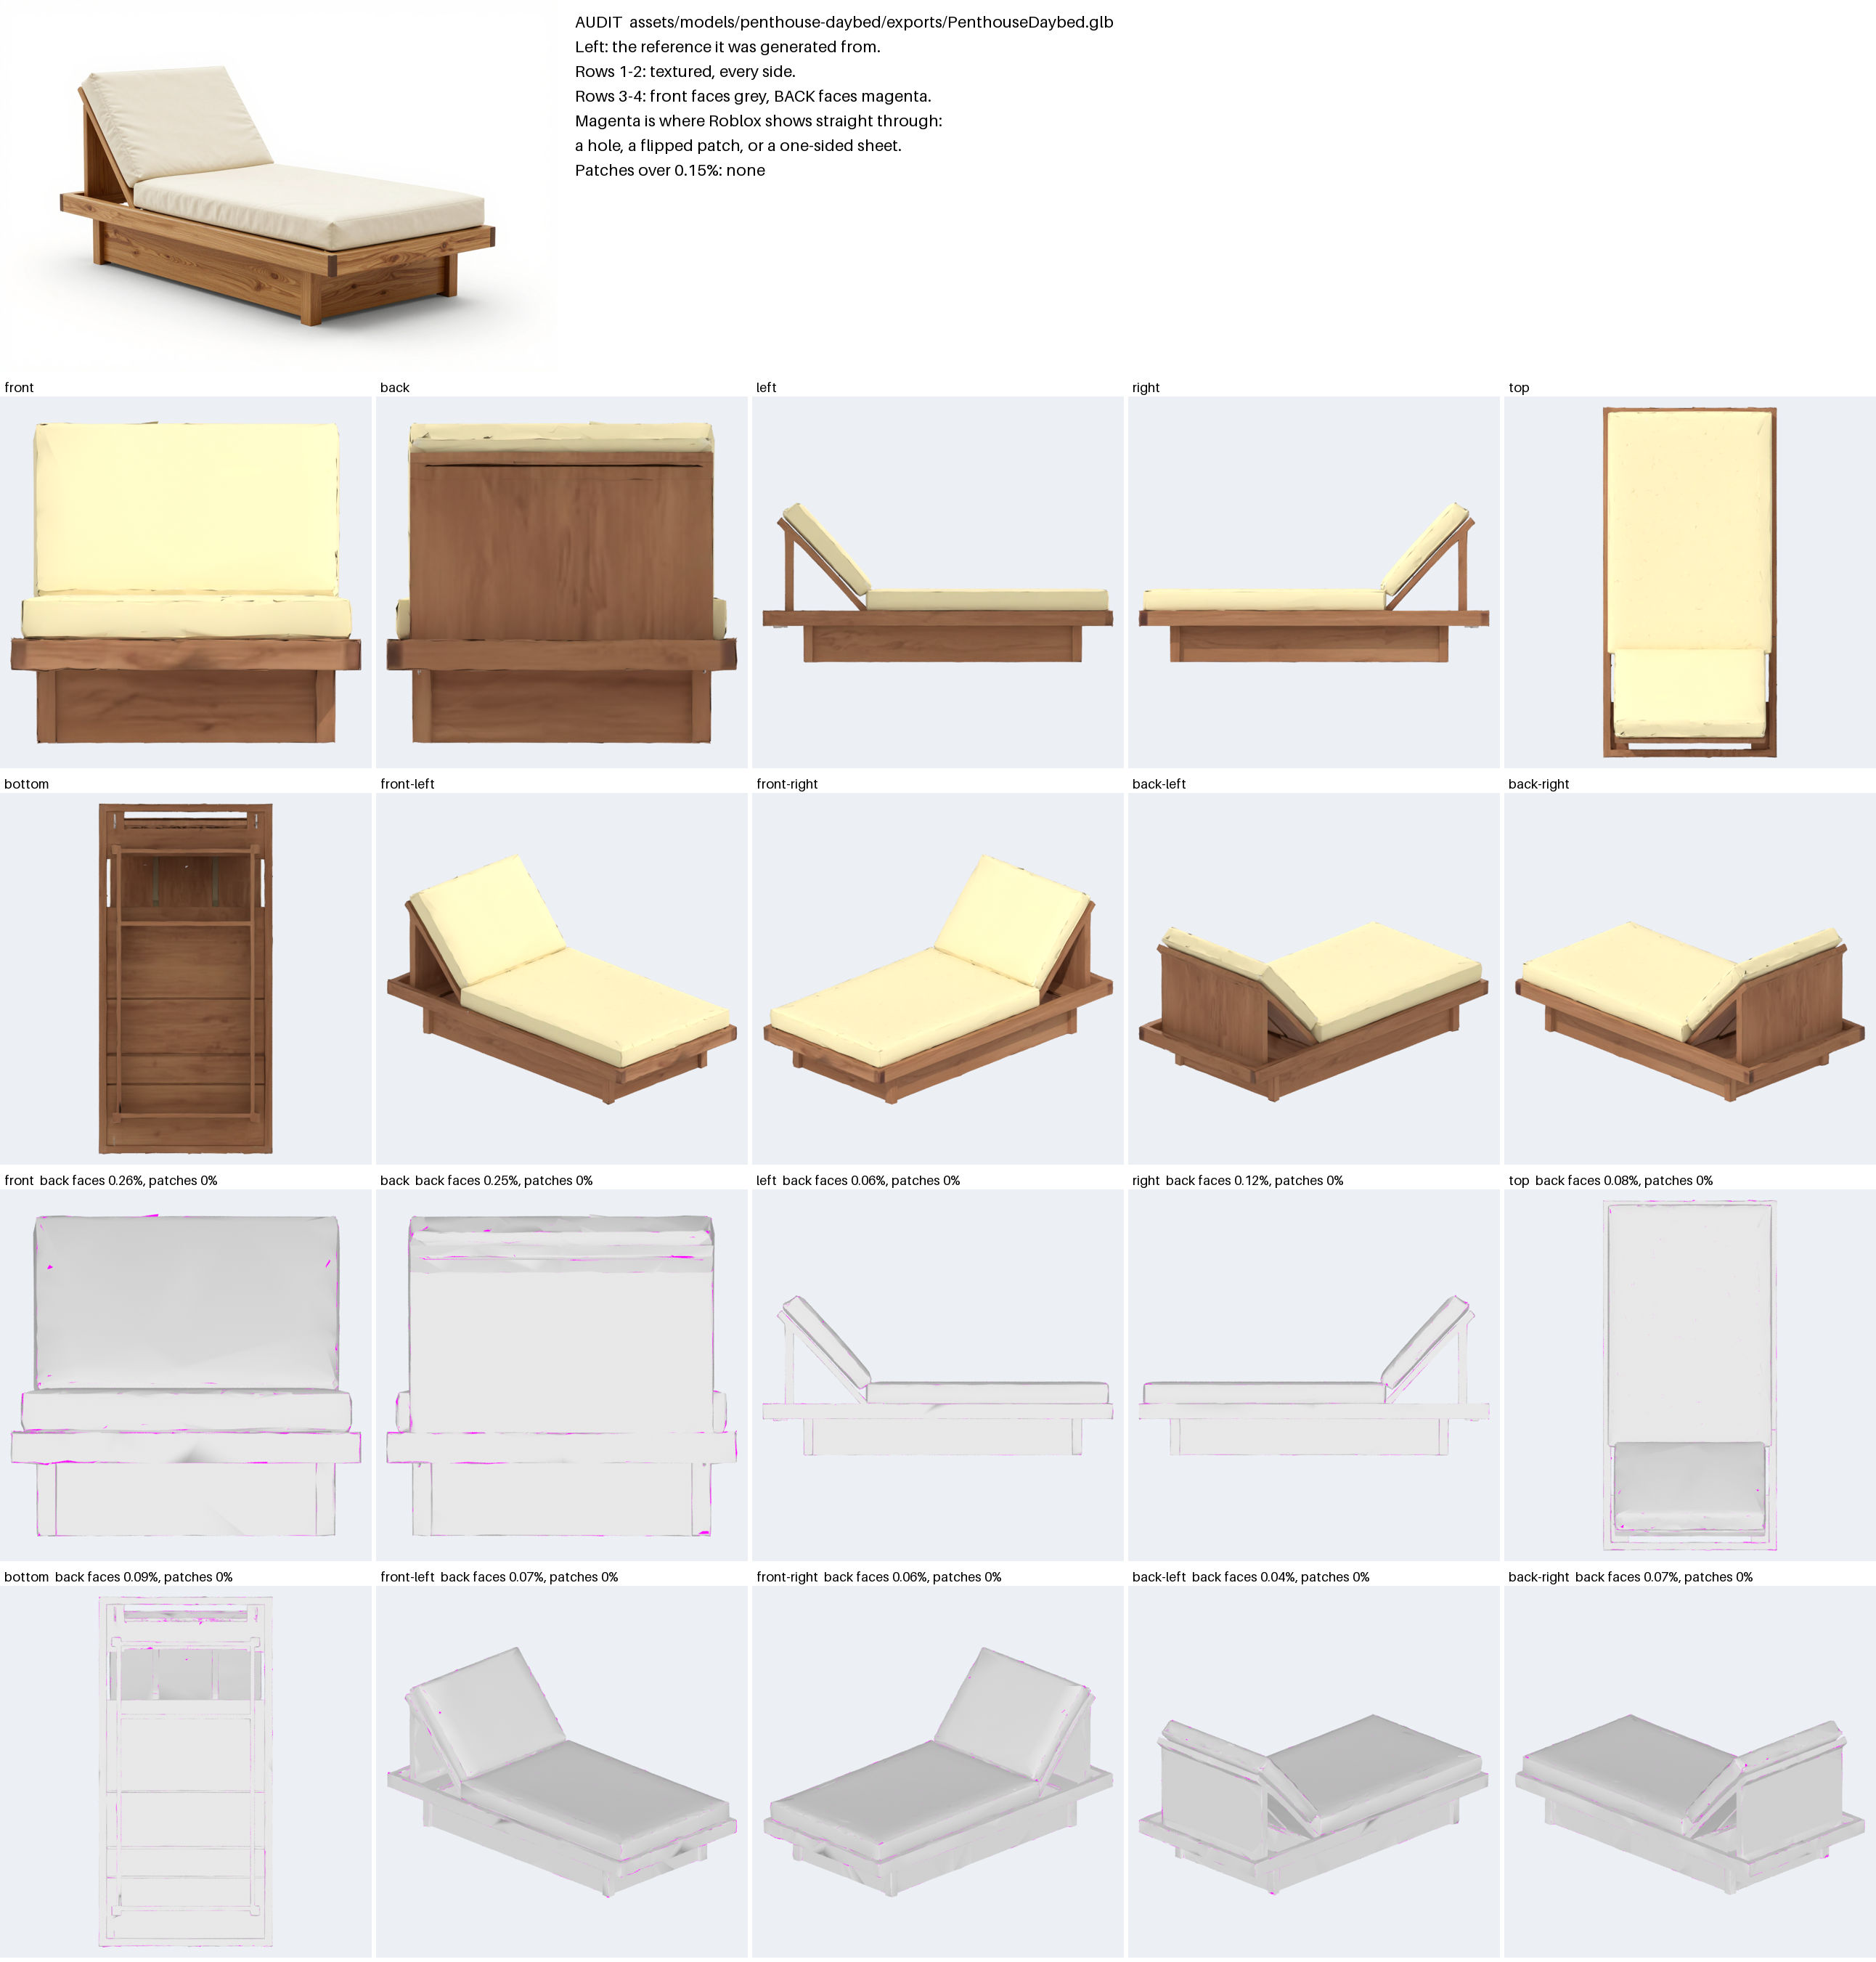 AUDIT assets/models/penthouse-daybed/exports/PenthouseDaybed.glb
Left: the reference it was generated from.
Rows 1-2: textured, every side.
Rows 3-4: front faces grey, BACK faces magenta.
Magenta is where Roblox shows straight through:
a hole, a flipped patch, or a one-sided sheet.
Patches over 0.15%: none
front
back
left
right
top
bottom
front-left
front-right
back-left
back-right
front back faces 0.26%, patches 0%
back back faces 0.25%, patches 0%
left back faces 0.06%, patches 0%
right back faces 0.12%, patches 0%
top back faces 0.08%, patches 0%
bottom back faces 0.09%, patches 0%
front-left back faces 0.07%, patches 0%
front-right back faces 0.06%, patches 0%
back-left back faces 0.04%, patches 0%
back-right back faces 0.07%, patches 0%